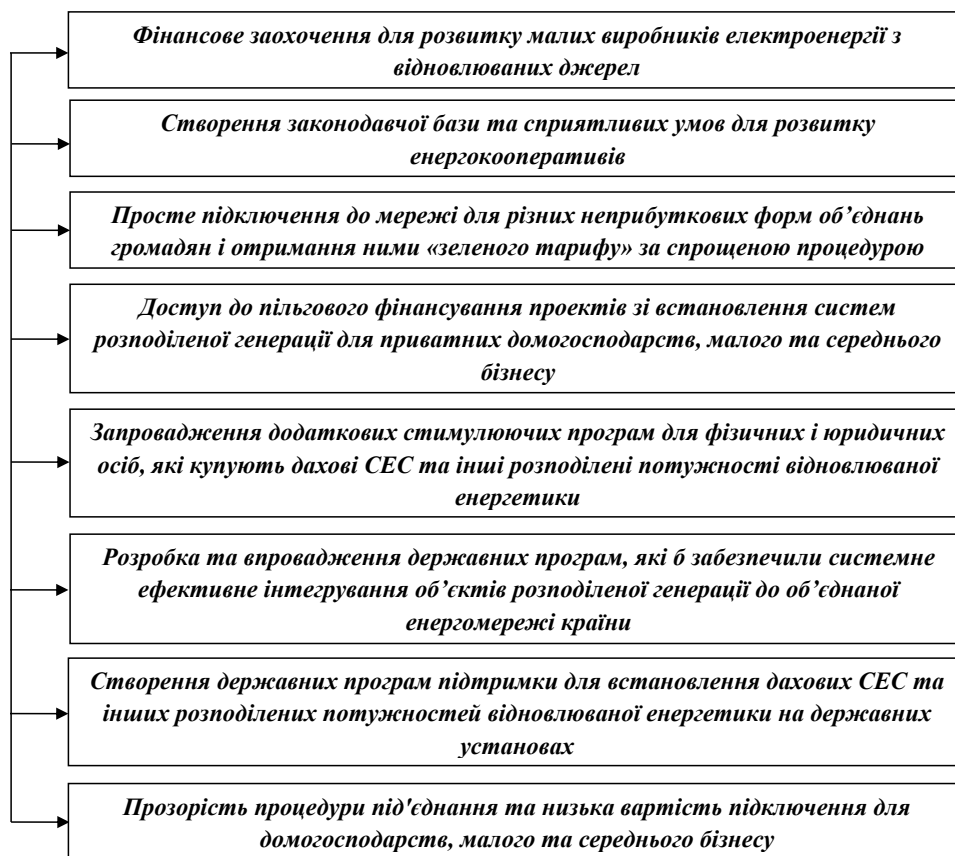 Фінансове заохочення для розвитку малих виробників електроенергії з
відновлюваних джерел
Створення законодавчої бази та сприятливих умов для розвитку
енергокооперативів
Просте підключення до мережі для різних неприбуткових форм об’єднань
громадян і отримання ними «зеленого тарифу» за спрощеною процедурою
Доступ до пільгового фінансування проектів зі встановлення систем
розподіленої генерації для приватних домогосподарств, малого та середнього
бізнесу
Запровадження додаткових стимулюючих програм для фізичних і юридичних
осіб, які купують дахові СЕС та інші розподілені потужності відновлюваної
енергетики
Розробка та впровадження державних програм, які б забезпечили системне
ефективне інтегрування об’єктів розподіленої генерації до об’єднаної
енергомережі країни
Створення державних програм підтримки для встановлення дахових СЕС та
інших розподілених потужностей відновлюваної енергетики на державних
установах
Прозорість процедури під'єднання та низька вартість підключення для
домогосподарств, малого та середнього бізнесу